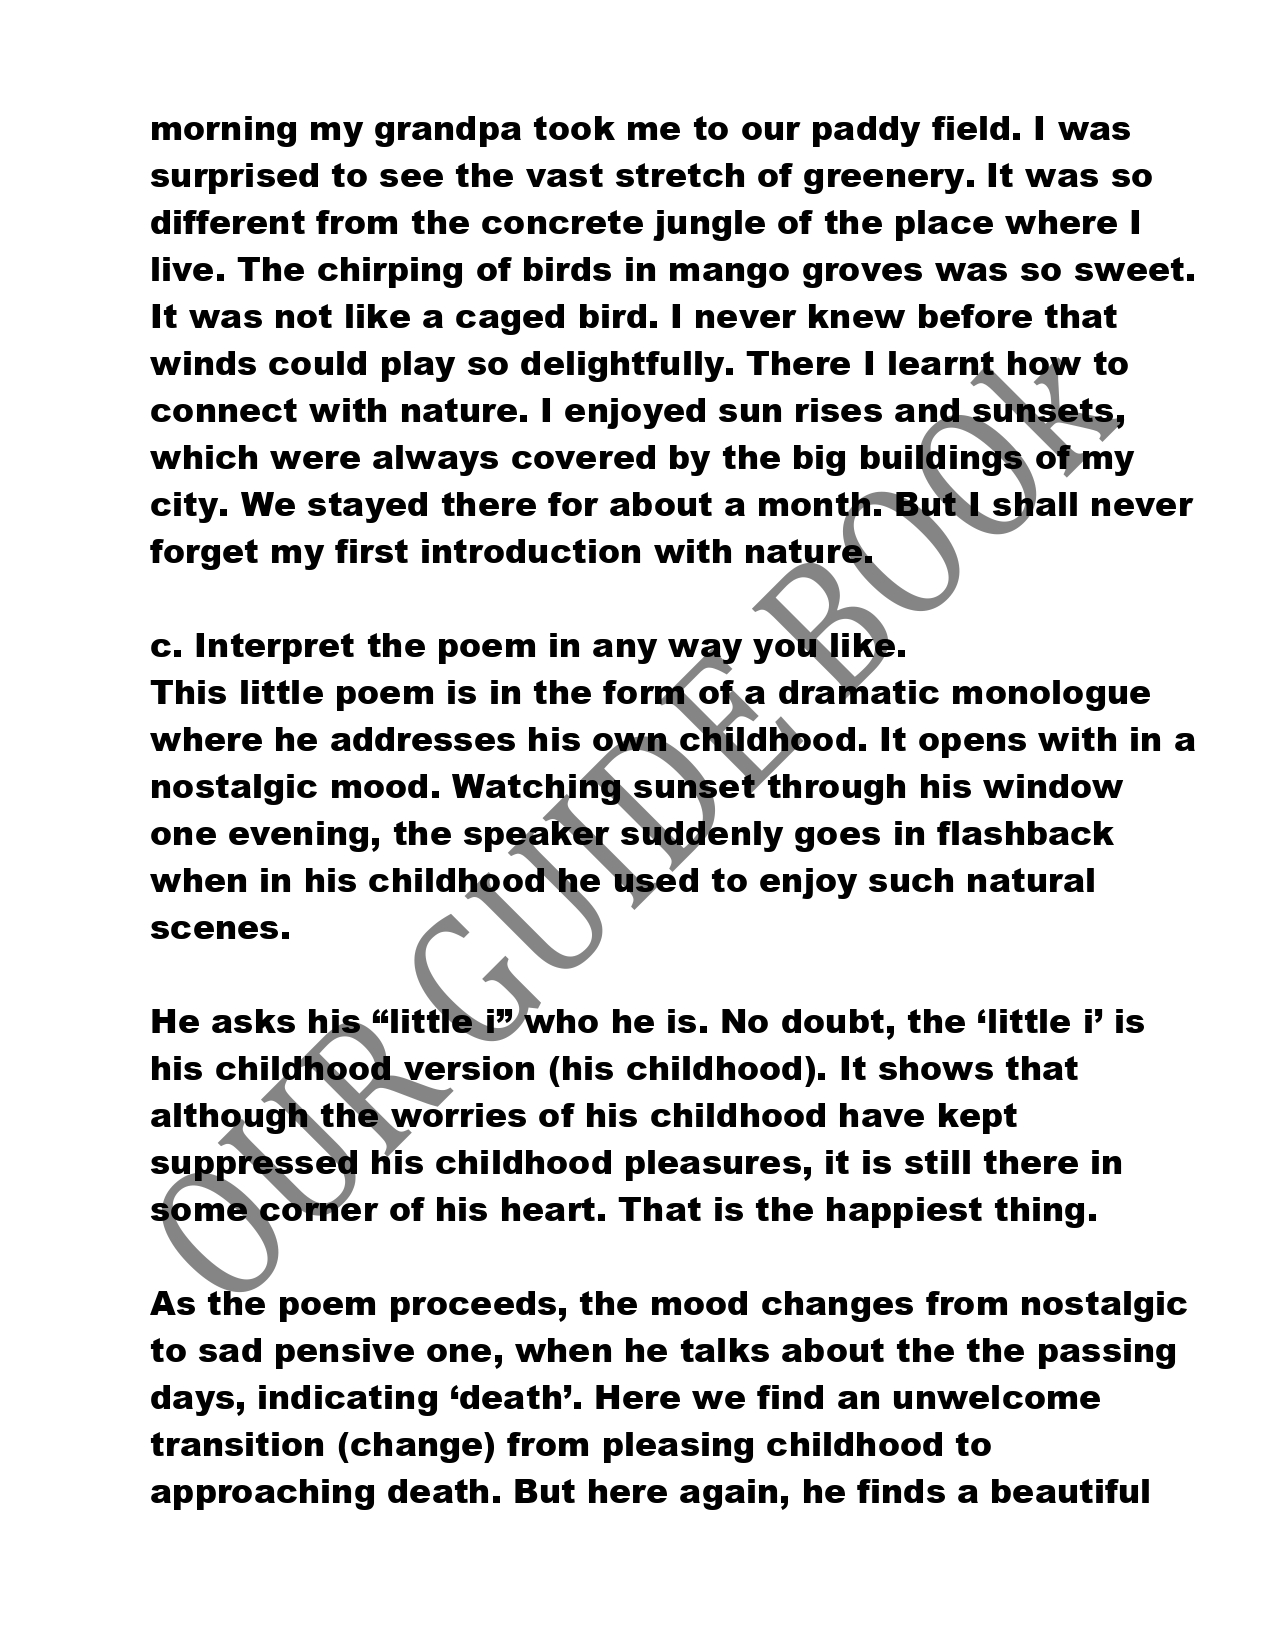 morning my grandpa took me to our paddy field. I was
surprised to see the vast stretch of greenery. It was so
different from the concrete jungle of the place where I
live. The chirping of birds in mango groves was so sweet.
It was not like a caged bird. I never knew before that
winds could play so delightfully. There I learnt how to
connect with nature. I enjoyed sun rises and sunsets,
which were always covered by the big buildings of my
city. We stayed there for about a month. But I shall never
forget my first introduction with nature.
c. Interpret the poem in any way you like.
This little poem is in the form of a dramatic monologue
where he addresses his own childhood. It opens with in a
nostalgic mood. Watching sunset through his window
one evening, the speaker suddenly goes in flashback
when in his childhood he used to enjoy such natural
scenes.
He asks his “little i” who he is. No doubt, the ‘little i’ is
his childhood version (his childhood). It shows that
although the worries of his childhood have kept
suppressed his childhood pleasures, it is still there in
some corner of his heart. That is the happiest thing.
As the poem proceeds, the mood changes from nostalgic
to sad pensive one, when he talks about the the passing
days, indicating ‘death’. Here we find an unwelcome
transition (change) from pleasing childhood to
approaching death. But here again, he finds a beautiful
OUR GUIDE BOOk